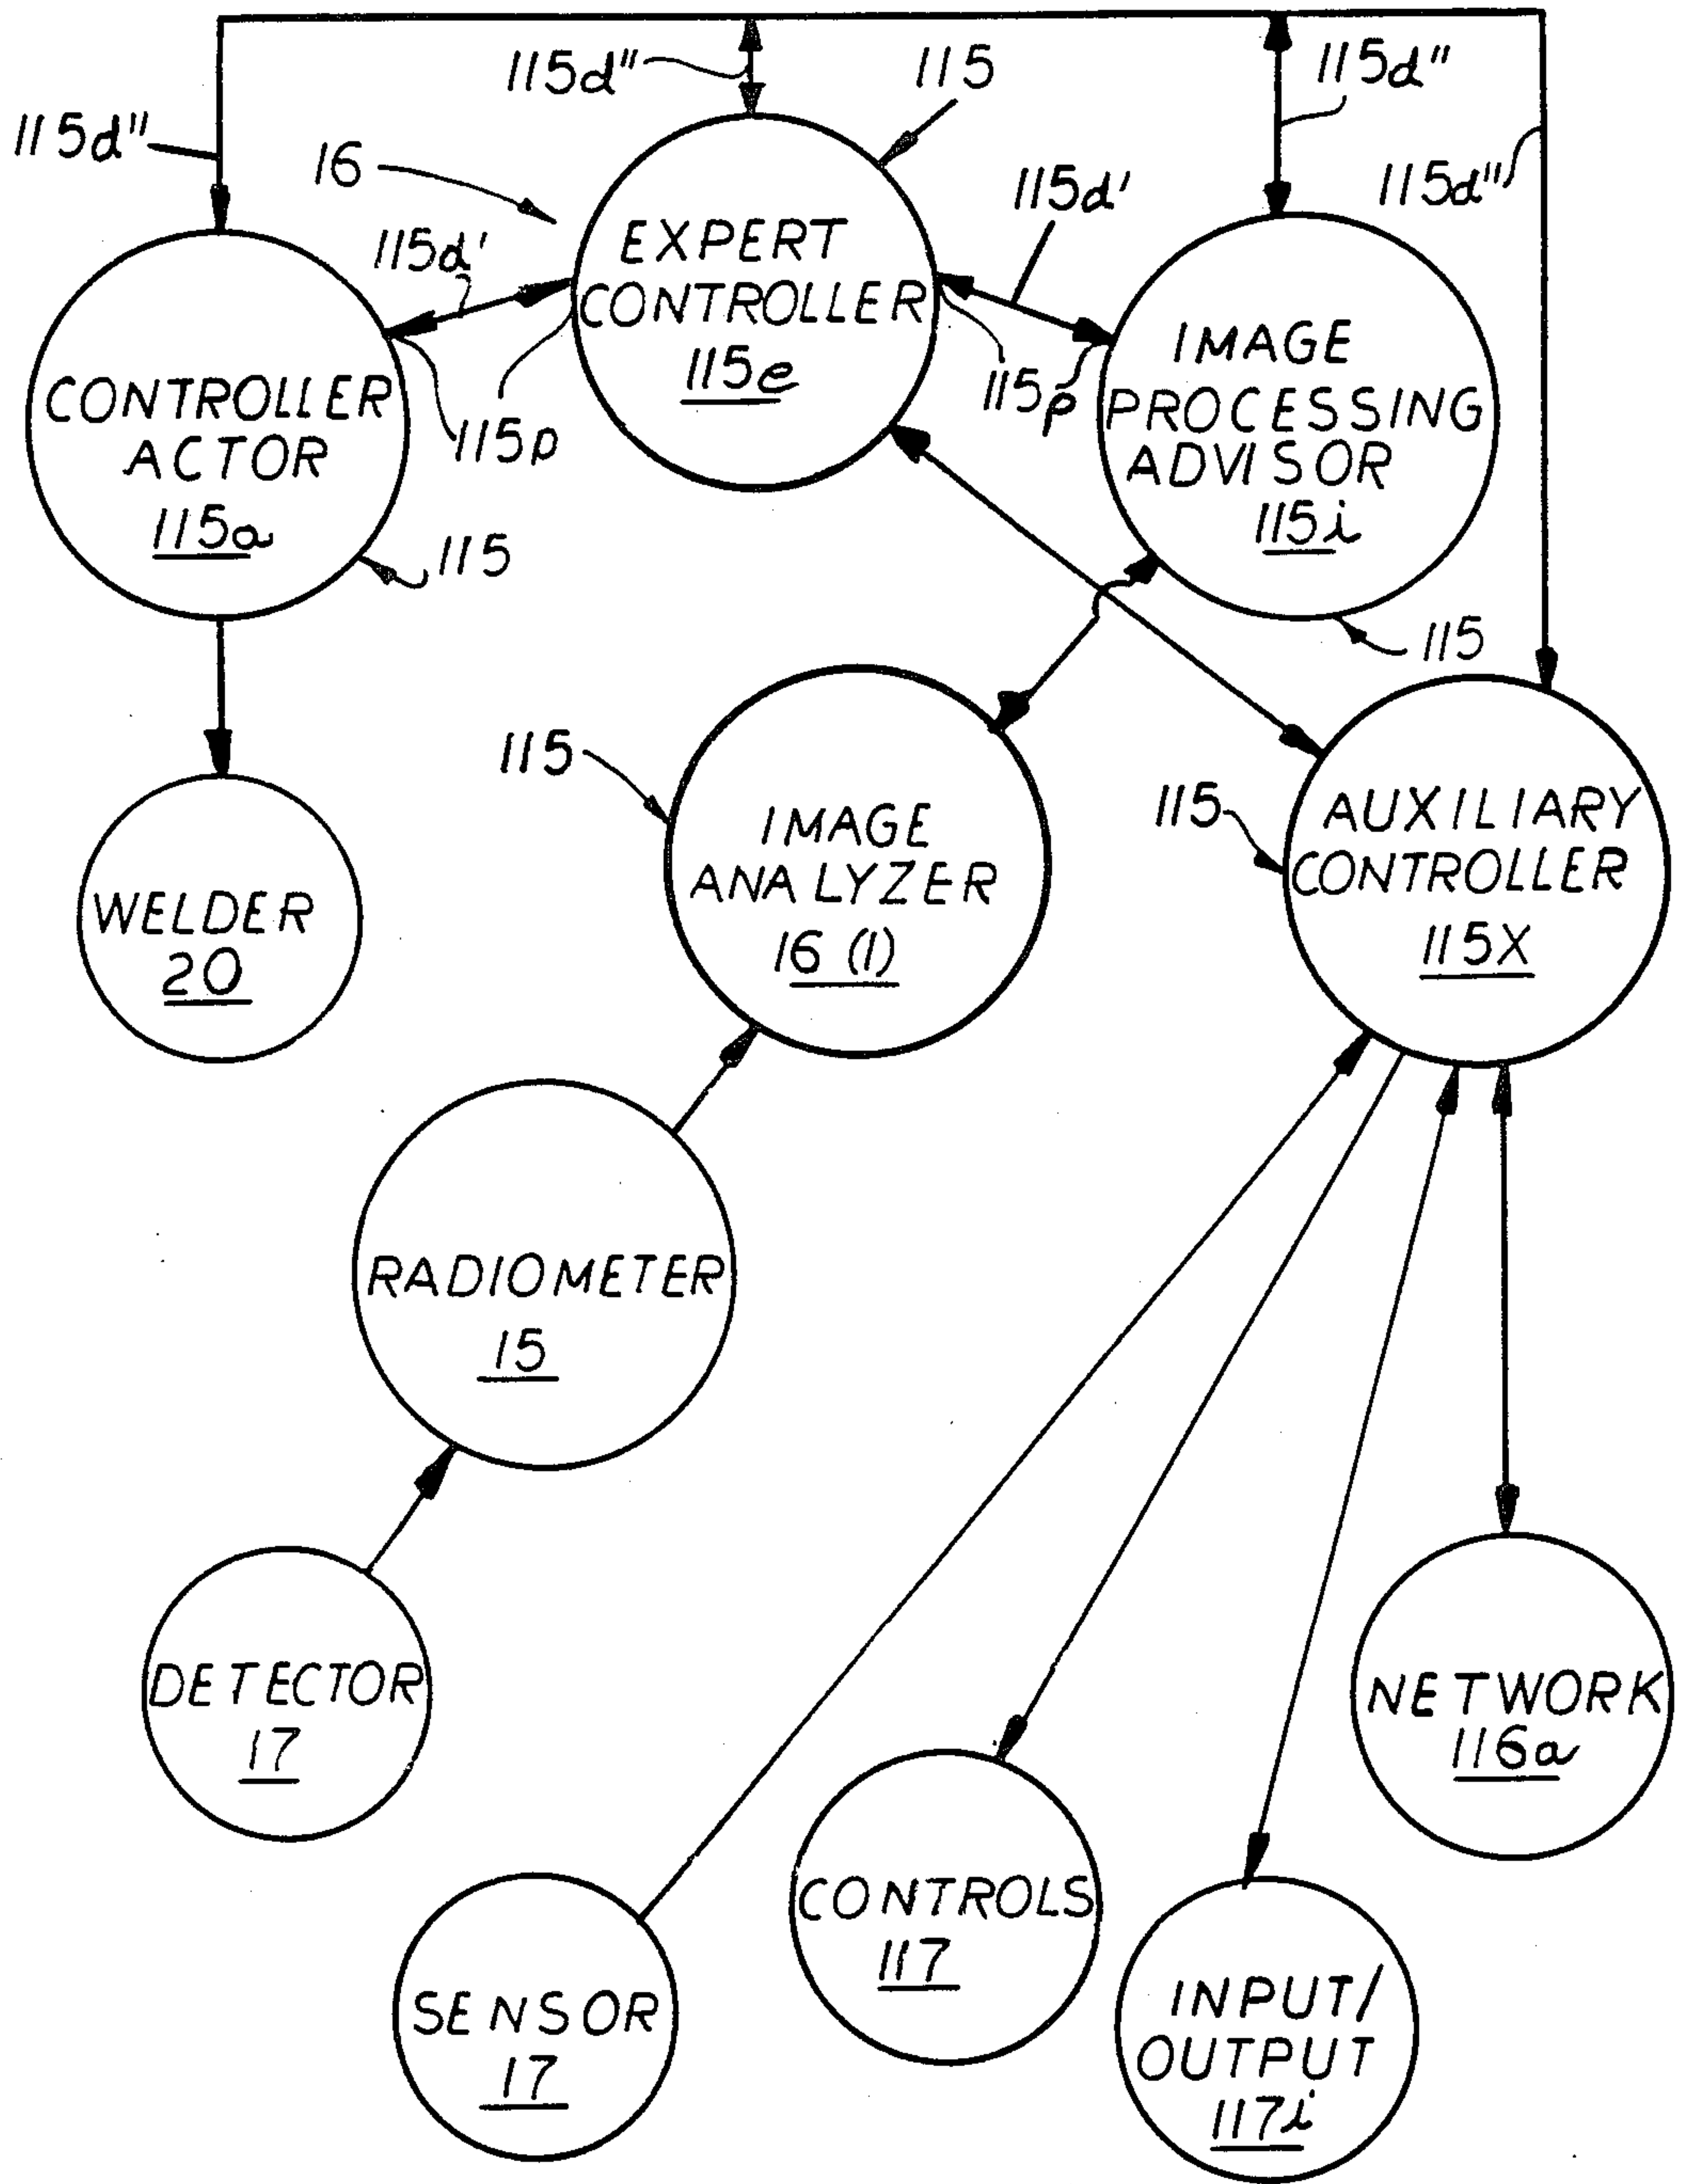 115d"
115
115d"
115d"
16
115d'
115d"
115d'
EXPERT
CONTROLLER
115e
115p
115p
IMAGE
PROCESSING
ADVISOR
115i
CONTROLLER
ACTOR
115a
115
115
115
IMAGE
ANALYZER
16 (1)
115
AUXILIARY
CONTROLLER
115X
WELDER
20
RADIOMETER
15
DETECTOR
17
NETWORK
116a
CONTROLS
117
SENSOR
17
INPUT/
OUTPUT
117i